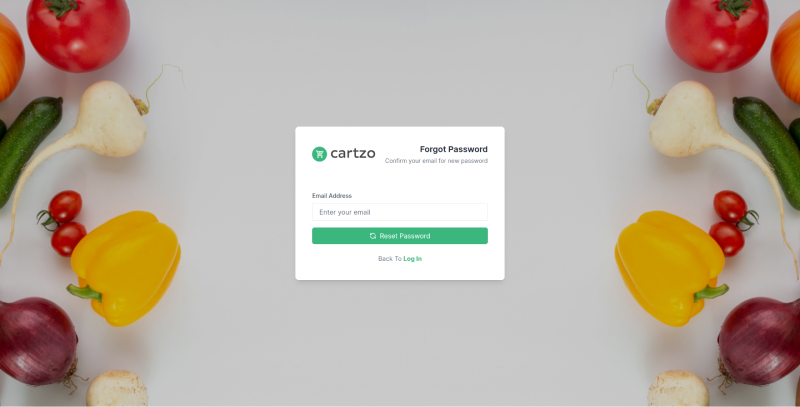 cartzo
Forgot Password
Confirm your email for new password
Email Address
Enter your email
Reset Password
Back To Log In